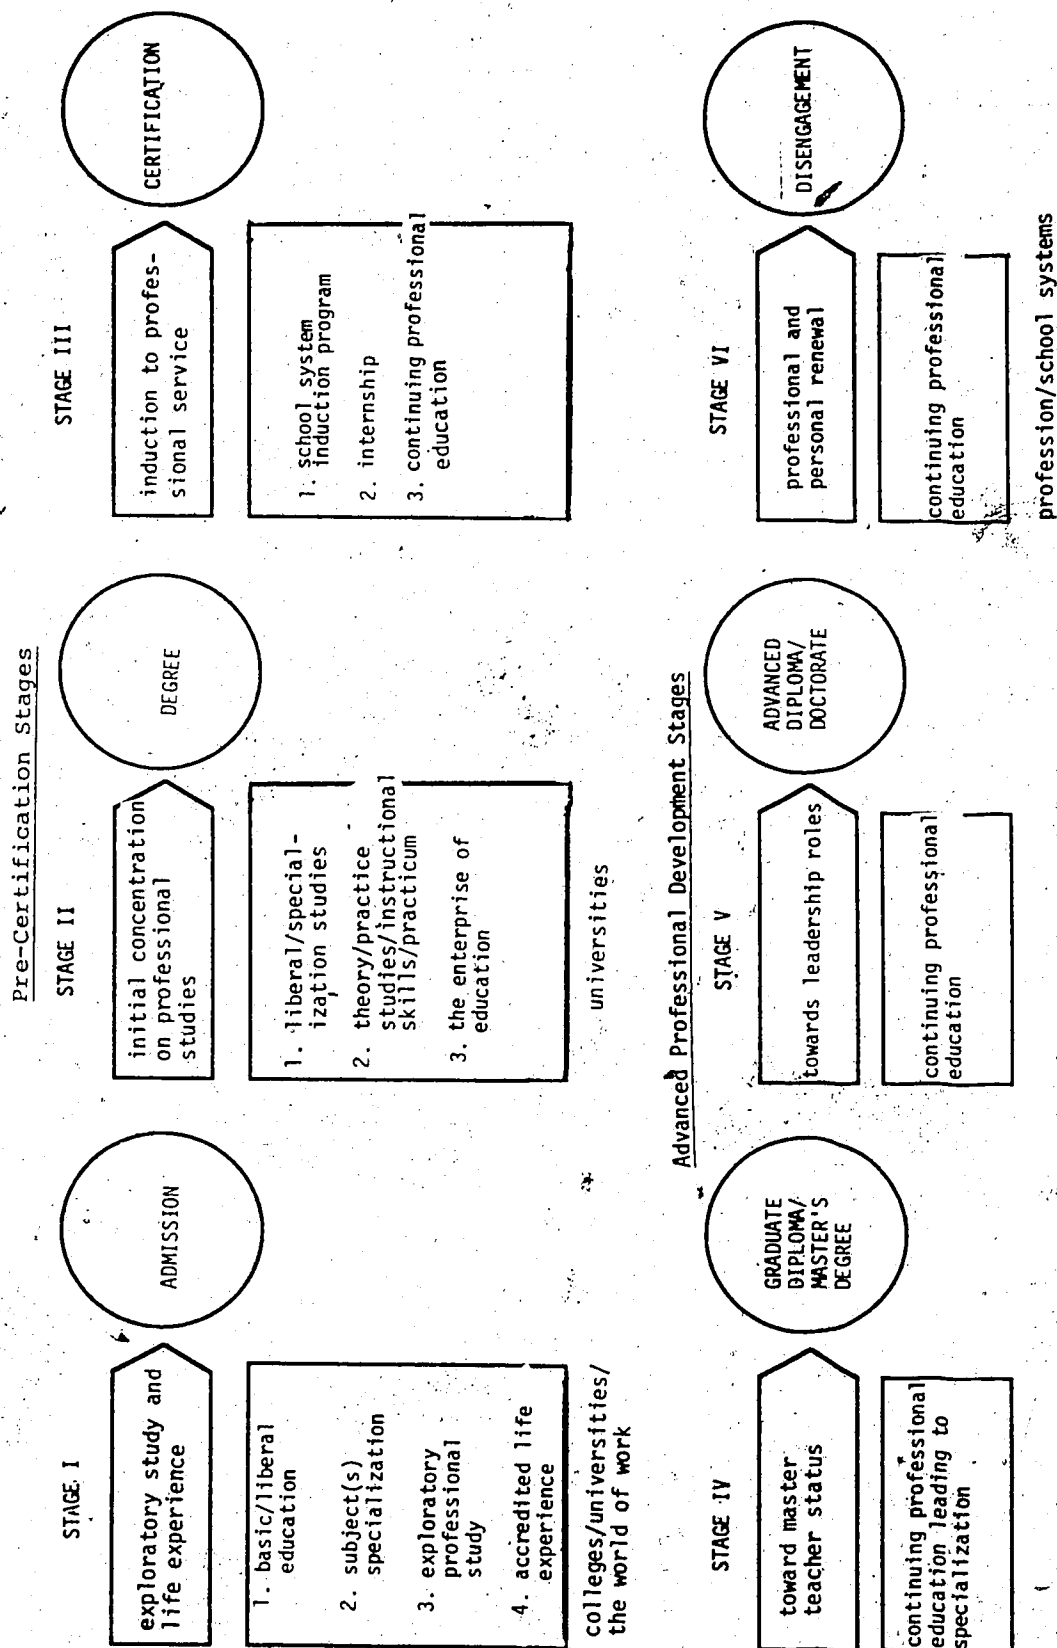 Pre-Certification Stages
STAGE I
exploratory study and
life experience
ADMISSION
1. basic/liberal
education
2. subject(s)
specialization
3. exploratory
professional
study
4. accredited life
experience
colleges/universities/
the world of work
STAGE II
initial concentration
on professional
studies
DEGREE
1. liberal/special-
ization studies
2. theory/practice
studies/instructional
skills/practicum
3. the enterprise of
education
universities
STAGE III
induction to profes-
sional service
CERTIFICATION
1. school system
induction program
2. internship
3. continuing professional
education
Advanced Professional Development Stages
STAGE IV
toward master
teacher status
GRADUATE
DIPLOMA/
MASTER'S
DEGREE
continuing professional
education leading to
specialization
STAGE V
towards leadership roles
ADVANCED
DIPLOMA/
DOCTORATE
continuing professional
education
STAGE VI
professional and
personal renewal
DISENGAGEMENT
continuing professional
education
profession/school systems